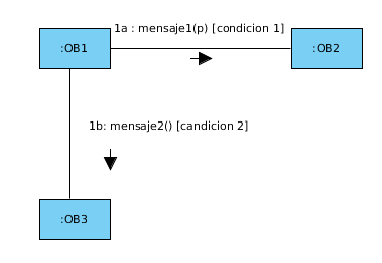 1a : mensaje1(p) [condicion 1]
:OB1
:OB2
1b: mensaje2() [candicion 2]
:OB3